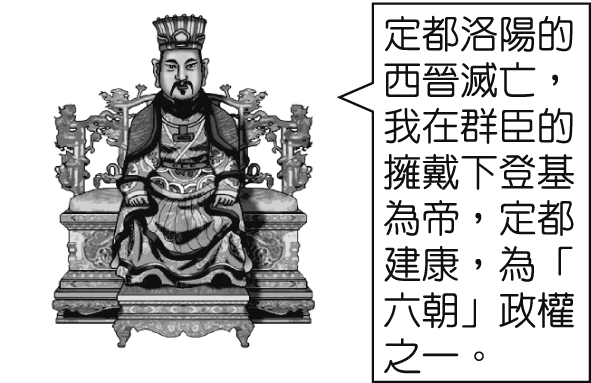 定都洛陽的
西晉滅亡，
我在群臣的
擁戴下登基
為帝，定都
建康，為「
六朝」政權
之一。